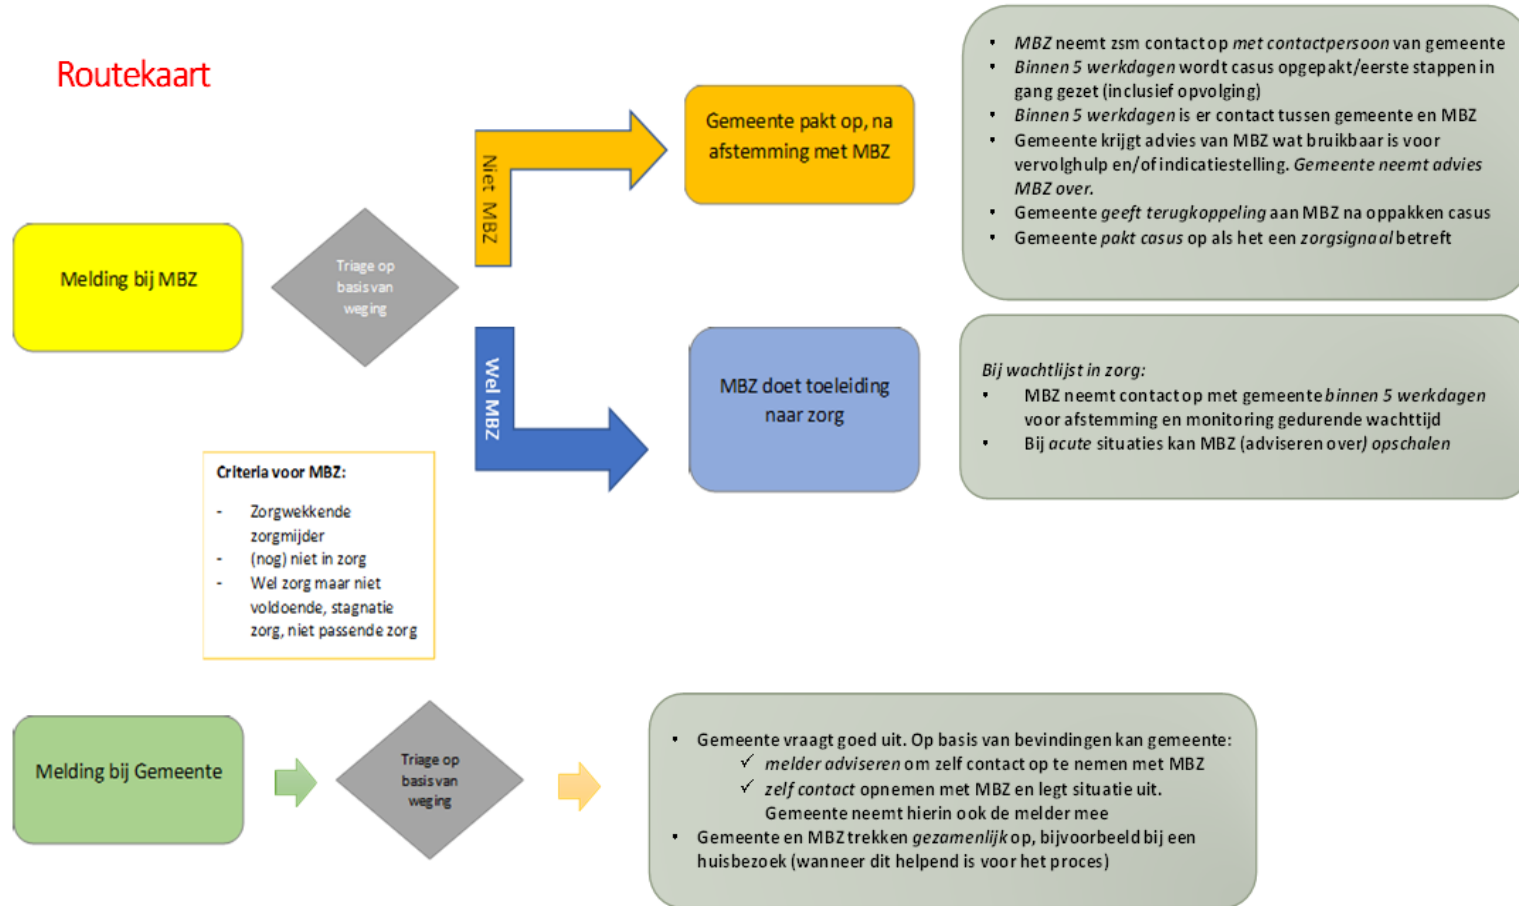 Routekaart
Melding bij MBZ
Triage op
basis van
weging
Niet MBZ
Gemeente pakt op, na
afstemming met MBZ
• MBZ neemt zsm contact op met contactpersoon van gemeente
• Binnen 5 werkdagen wordt casus opgepakt/eerste stappen in
gang gezet (inclusief opvolging)
• Binnen 5 werkdagen is er contact tussen gemeente en MBZ
• Gemeente krijgt advies van MBZ wat bruikbaar is voor
vervolghulp en/of indicatiestelling. Gemeente neemt advies
MBZ over.
• Gemeente geeft terugkoppeling aan MBZ na oppakken casus
• Gemeente pakt casus op als het een zorgsignaal betreft
Wel MBZ
MBZ doet toeleiding
naar zorg
Bij wachtlijst in zorg:
• MBZ neemt contact op met gemeente binnen 5 werkdagen
voor afstemming en monitoring gedurende wachttijd
• Bij acute situaties kan MBZ (adviseren over) opschalen
Criteria voor MBZ:
- Zorgwekkende
zorgmijder
- (nog) niet in zorg
- Wel zorg maar niet
voldoende, stagnatie
zorg, niet passende zorg
Melding bij Gemeente
Triage op
basis van
weging
• Gemeente vraagt goed uit. Op basis van bevindingen kan gemeente:
✓ melder adviseren om zelf contact op te nemen met MBZ
✓ zelf contact opnemen met MBZ en legt situatie uit.
Gemeente neemt hierin ook de melder mee
• Gemeente en MBZ trekken gezamenlijk op, bijvoorbeeld bij een
huisbezoek (wanneer dit helpend is voor het proces)